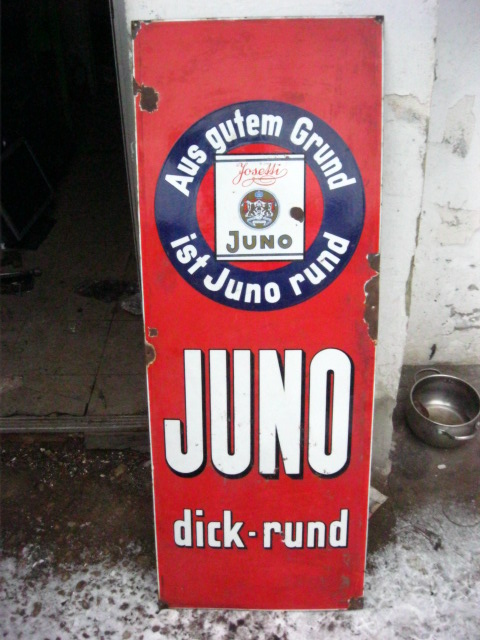 Aus gutem Grund
Josetti
JUNO
ist Juno rund
JUNO
dick-rund